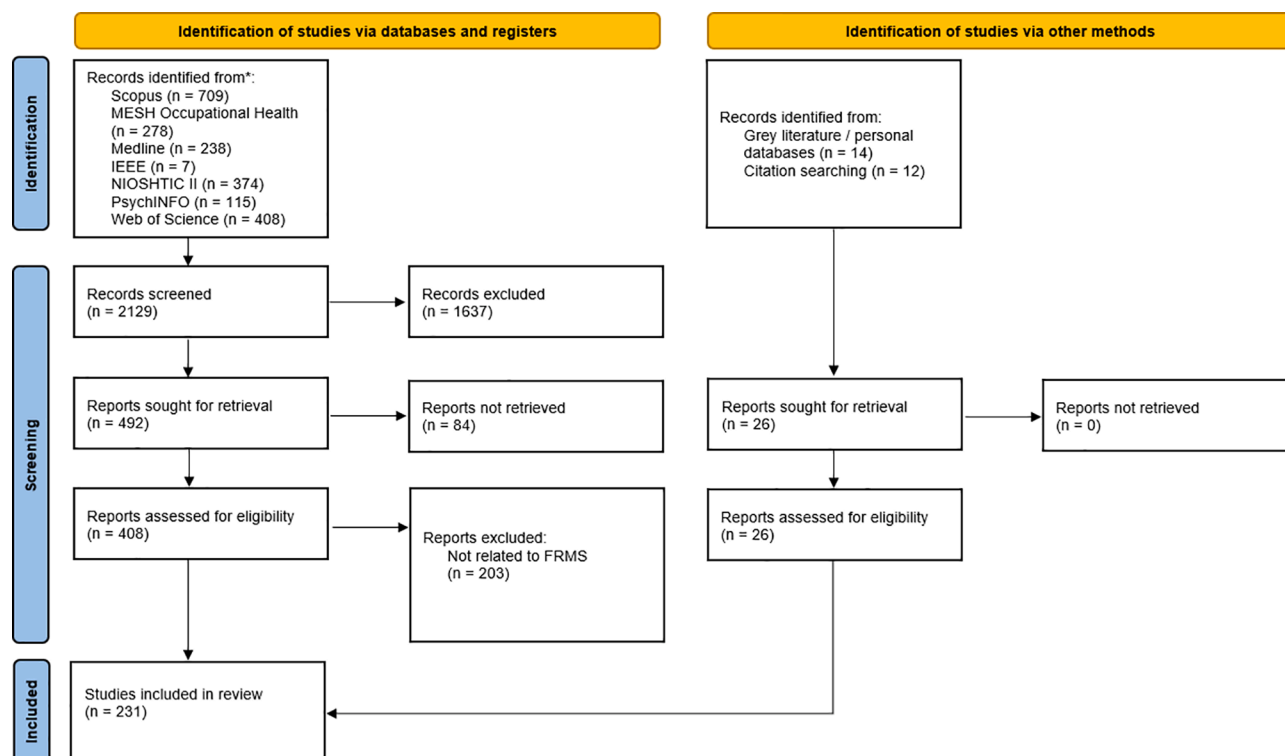 Identification of studies via databases and registers
Identification of studies via other methods
Identification
Records identified from*:
Scopus (n = 709)
MESH Occupational Health
(n = 278)
Medline (n = 238)
IEEE (n = 7)
NIOSHTIC II (n = 374)
PsychINFO (n = 115)
Web of Science (n = 408)
Records identified from:
Grey literature / personal
databases (n = 14)
Citation searching (n = 12)
Screening
Records screened
(n = 2129)
Records excluded
(n = 1637)
Reports sought for retrieval
(n = 492)
Reports not retrieved
(n = 84)
Reports sought for retrieval
(n = 26)
Reports not retrieved
(n = 0)
Reports assessed for eligibility
(n = 408)
Reports excluded:
Not related to FRMS
(n = 203)
Reports assessed for eligibility
(n = 26)
Included
Studies included in review
(n = 231)